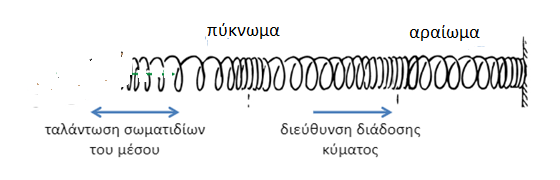 πύκνωμα
αραίωμα
ταλάντωση σωματιδίων
του μέσου
διεύθυνση διάδοσης
κύματος